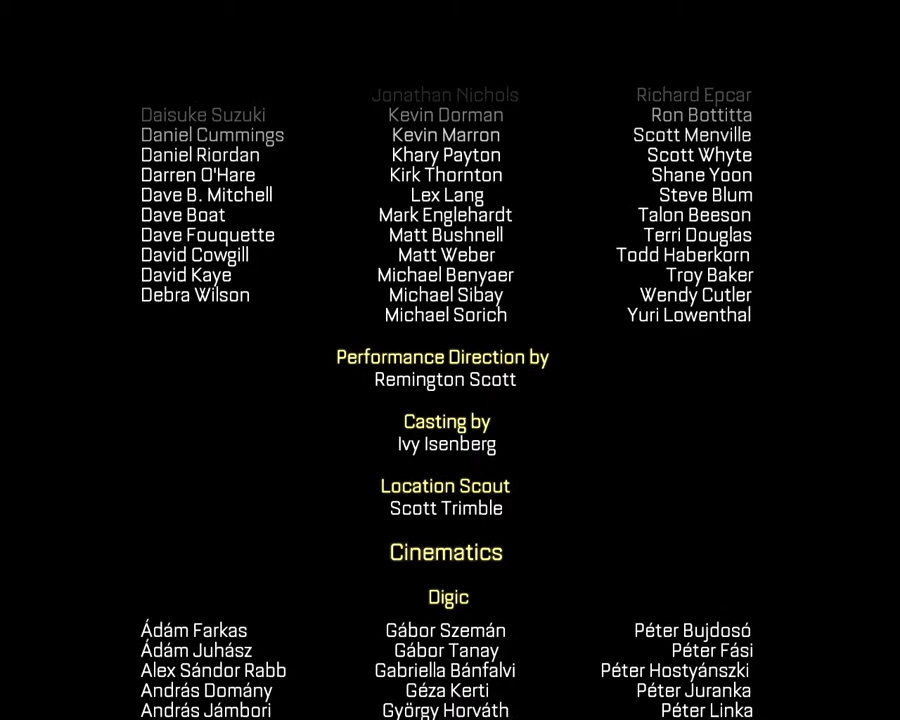 Jonathan Nichols Richard Epcar
Daisuke Suzuki Kevin Dorman Ron Bottitta
Daniel Cummings Kevin Marron Scott Menville
Daniel Riordan Khary Payton Scott Whyte
Darren O'Hare Kirk Thornton Shane Yoon
Dave B. Mitchell Lex Lang Steve Blum
Dave Boat Mark Englehardt Talon Beeson
Dave Fouquette Matt Bushnell Terri Douglas
David Cowgill Matt Weber Todd Haberkorn
David Kaye Michael Benyaer Troy Baker
Debra Wilson Michael Sibay Wendy Cutler
Michael Sorich Yuri Lowenthal
Performance Direction by
Remington Scott
Casting by
Ivy Isenberg
Location Scout
Scott Trimble
Cinematics
Digic
Ádám Farkas Gábor Szemán Péter Bujdosó
Ádám Juhász Gábor Tanay Péter Fási
Alex Sándor Rabb Gabriella Bánfalvi Péter Hostyánszki
András Domány Géza Kerti Péter Juranka
András Jámbori György Horváth Péter Linka